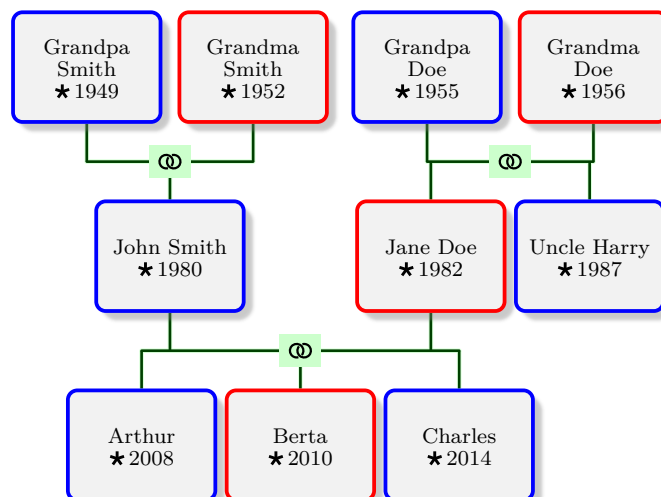 Grandpa
Smith
★ 1949
Grandma
Smith
★ 1952
Grandpa
Doe
★ 1955
Grandma
Doe
★ 1956
John Smith
★ 1980
Jane Doe
★ 1982
Uncle Harry
★ 1987
Arthur
★ 2008
Berta
★ 2010
Charles
★ 2014